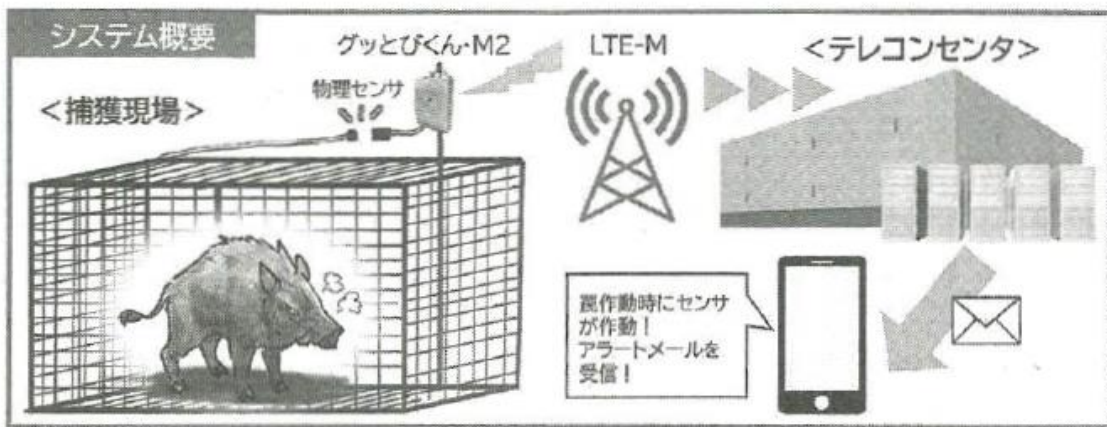 システム概要
グッとびくん・M2
LTE-M
<テレコンセンタ>
物理センサ
<捕獲現場>
罠作動時にセンサ
が作動!
アラートメールを
受信!